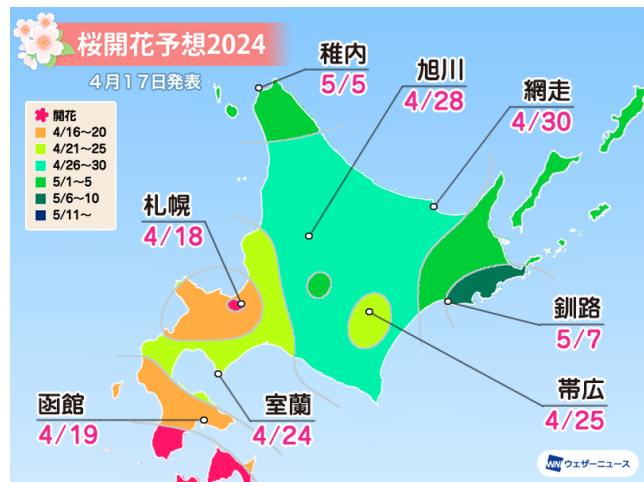 桜開花予想2024
4月17日発表
開花
4/16～20
4/21～25
4/26～30
5/1～5
5/6～10
5/11～
稚内
5/5
旭川
4/28
網走
4/30
札幌
4/18
釧路
5/7
帯広
4/25
室蘭
4/24
函館
4/19
WN ウェザーニュース